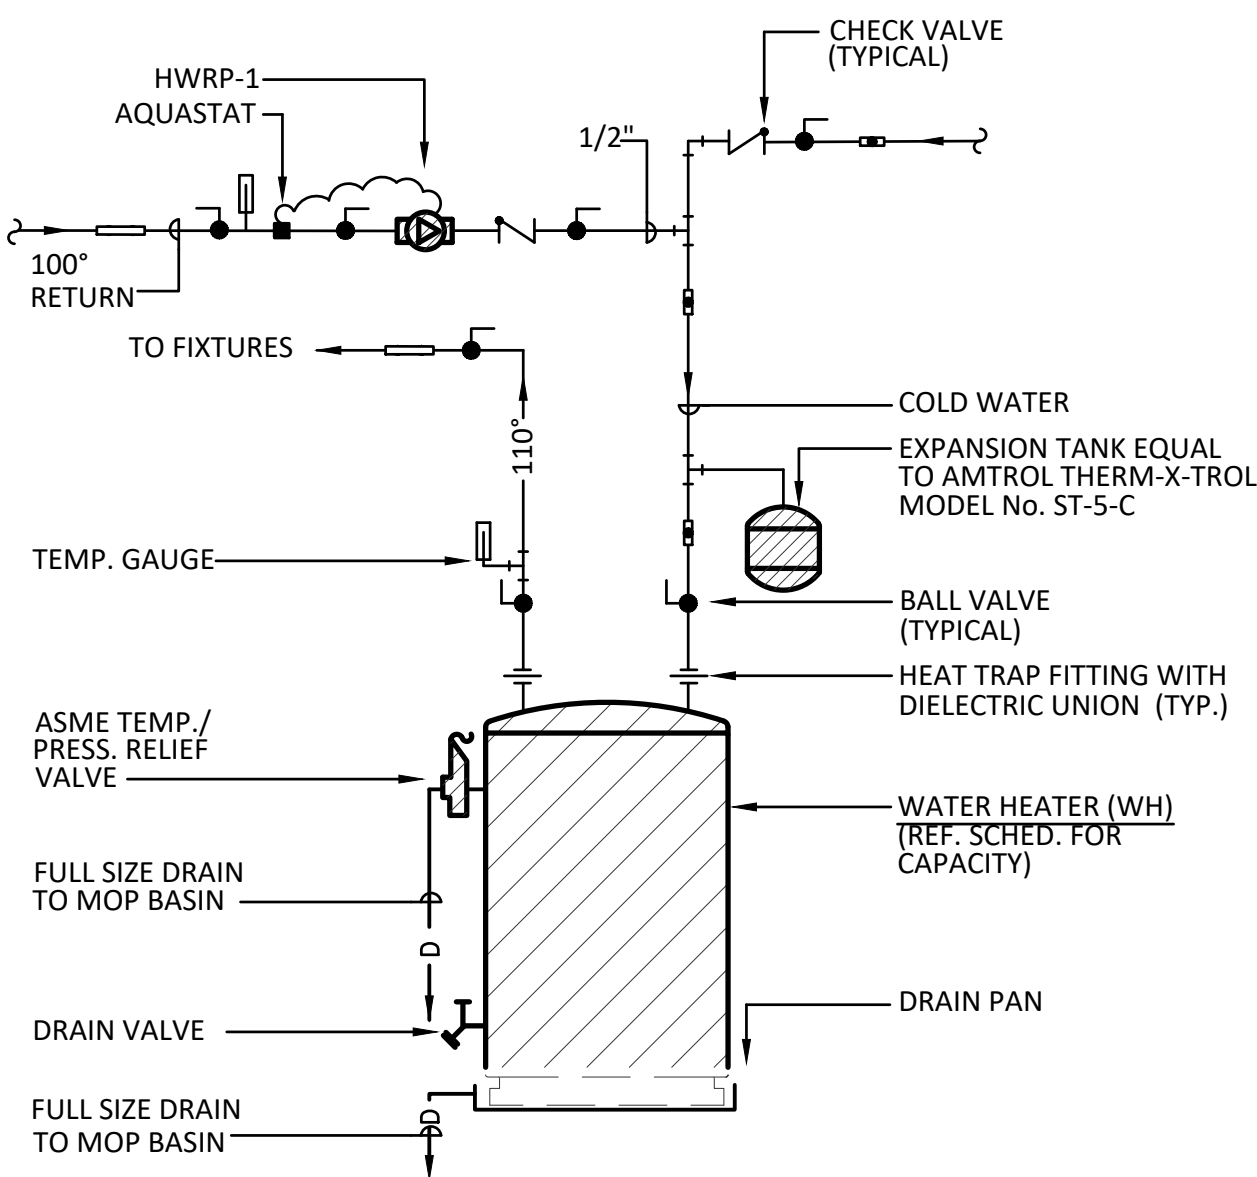 CHECK VALVE
(TYPICAL)
HWRP-1
AQUASTAT
1/2"
100°
RETURN
TO FIXTURES
110°
COLD WATER
EXPANSION TANK EQUAL
TO AMTROL THERM-X-TROL
MODEL No. ST-5-C
TEMP. GAUGE
BALL VALVE
(TYPICAL)
HEAT TRAP FITTING WITH
DIELECTRIC UNION (TYP.)
ASME TEMP./
PRESS. RELIEF
VALVE
WATER HEATER (WH)
(REF. SCHED. FOR
CAPACITY)
FULL SIZE DRAIN
TO MOP BASIN
D
DRAIN PAN
DRAIN VALVE
FULL SIZE DRAIN
TO MOP BASIN
D